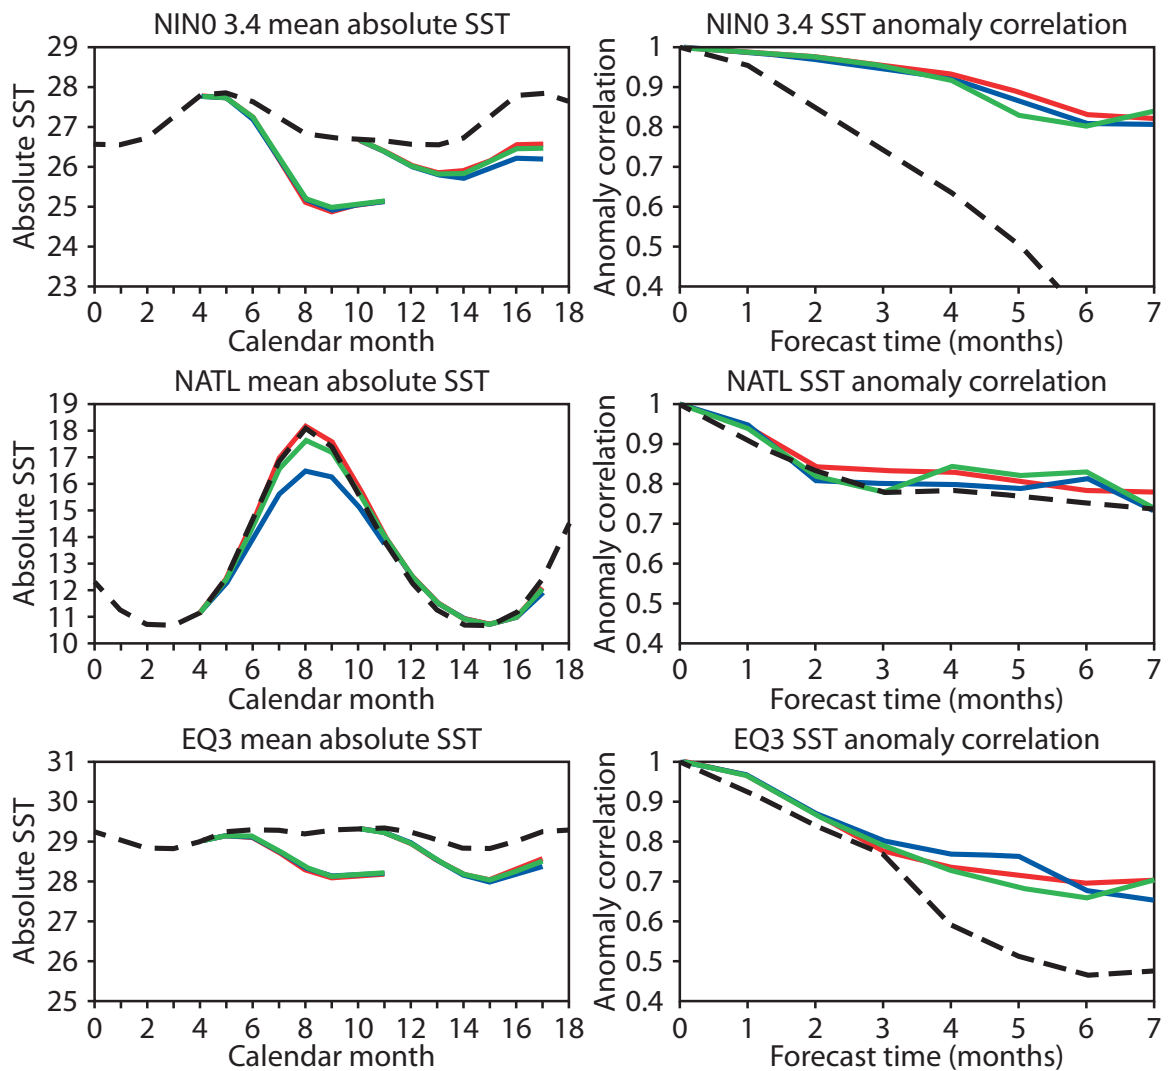 NIN0 3.4 mean absolute SST
Absolute SST
29
28
27
26
25
24
23
0 2 4 6 8 10 12 14 16 18
Calendar month
NIN0 3.4 SST anomaly correlation
Anomaly correlation
1
0.9
0.8
0.7
0.6
0.5
0.4
0 1 2 3 4 5 6 7
Forecast time (months)
NATL mean absolute SST
Absolute SST
19
18
17
16
15
14
13
12
11
10
0 2 4 6 8 10 12 14 16 18
Calendar month
NATL SST anomaly correlation
Anomaly correlation
1
0.9
0.8
0.7
0.6
0.5
0.4
0 1 2 3 4 5 6 7
Forecast time (months)
EQ3 mean absolute SST
Absolute SST
31
30
29
28
27
26
25
0 2 4 6 8 10 12 14 16 18
Calendar month
EQ3 SST anomaly correlation
Anomaly correlation
1
0.9
0.8
0.7
0.6
0.5
0.4
0 1 2 3 4 5 6 7
Forecast time (months)